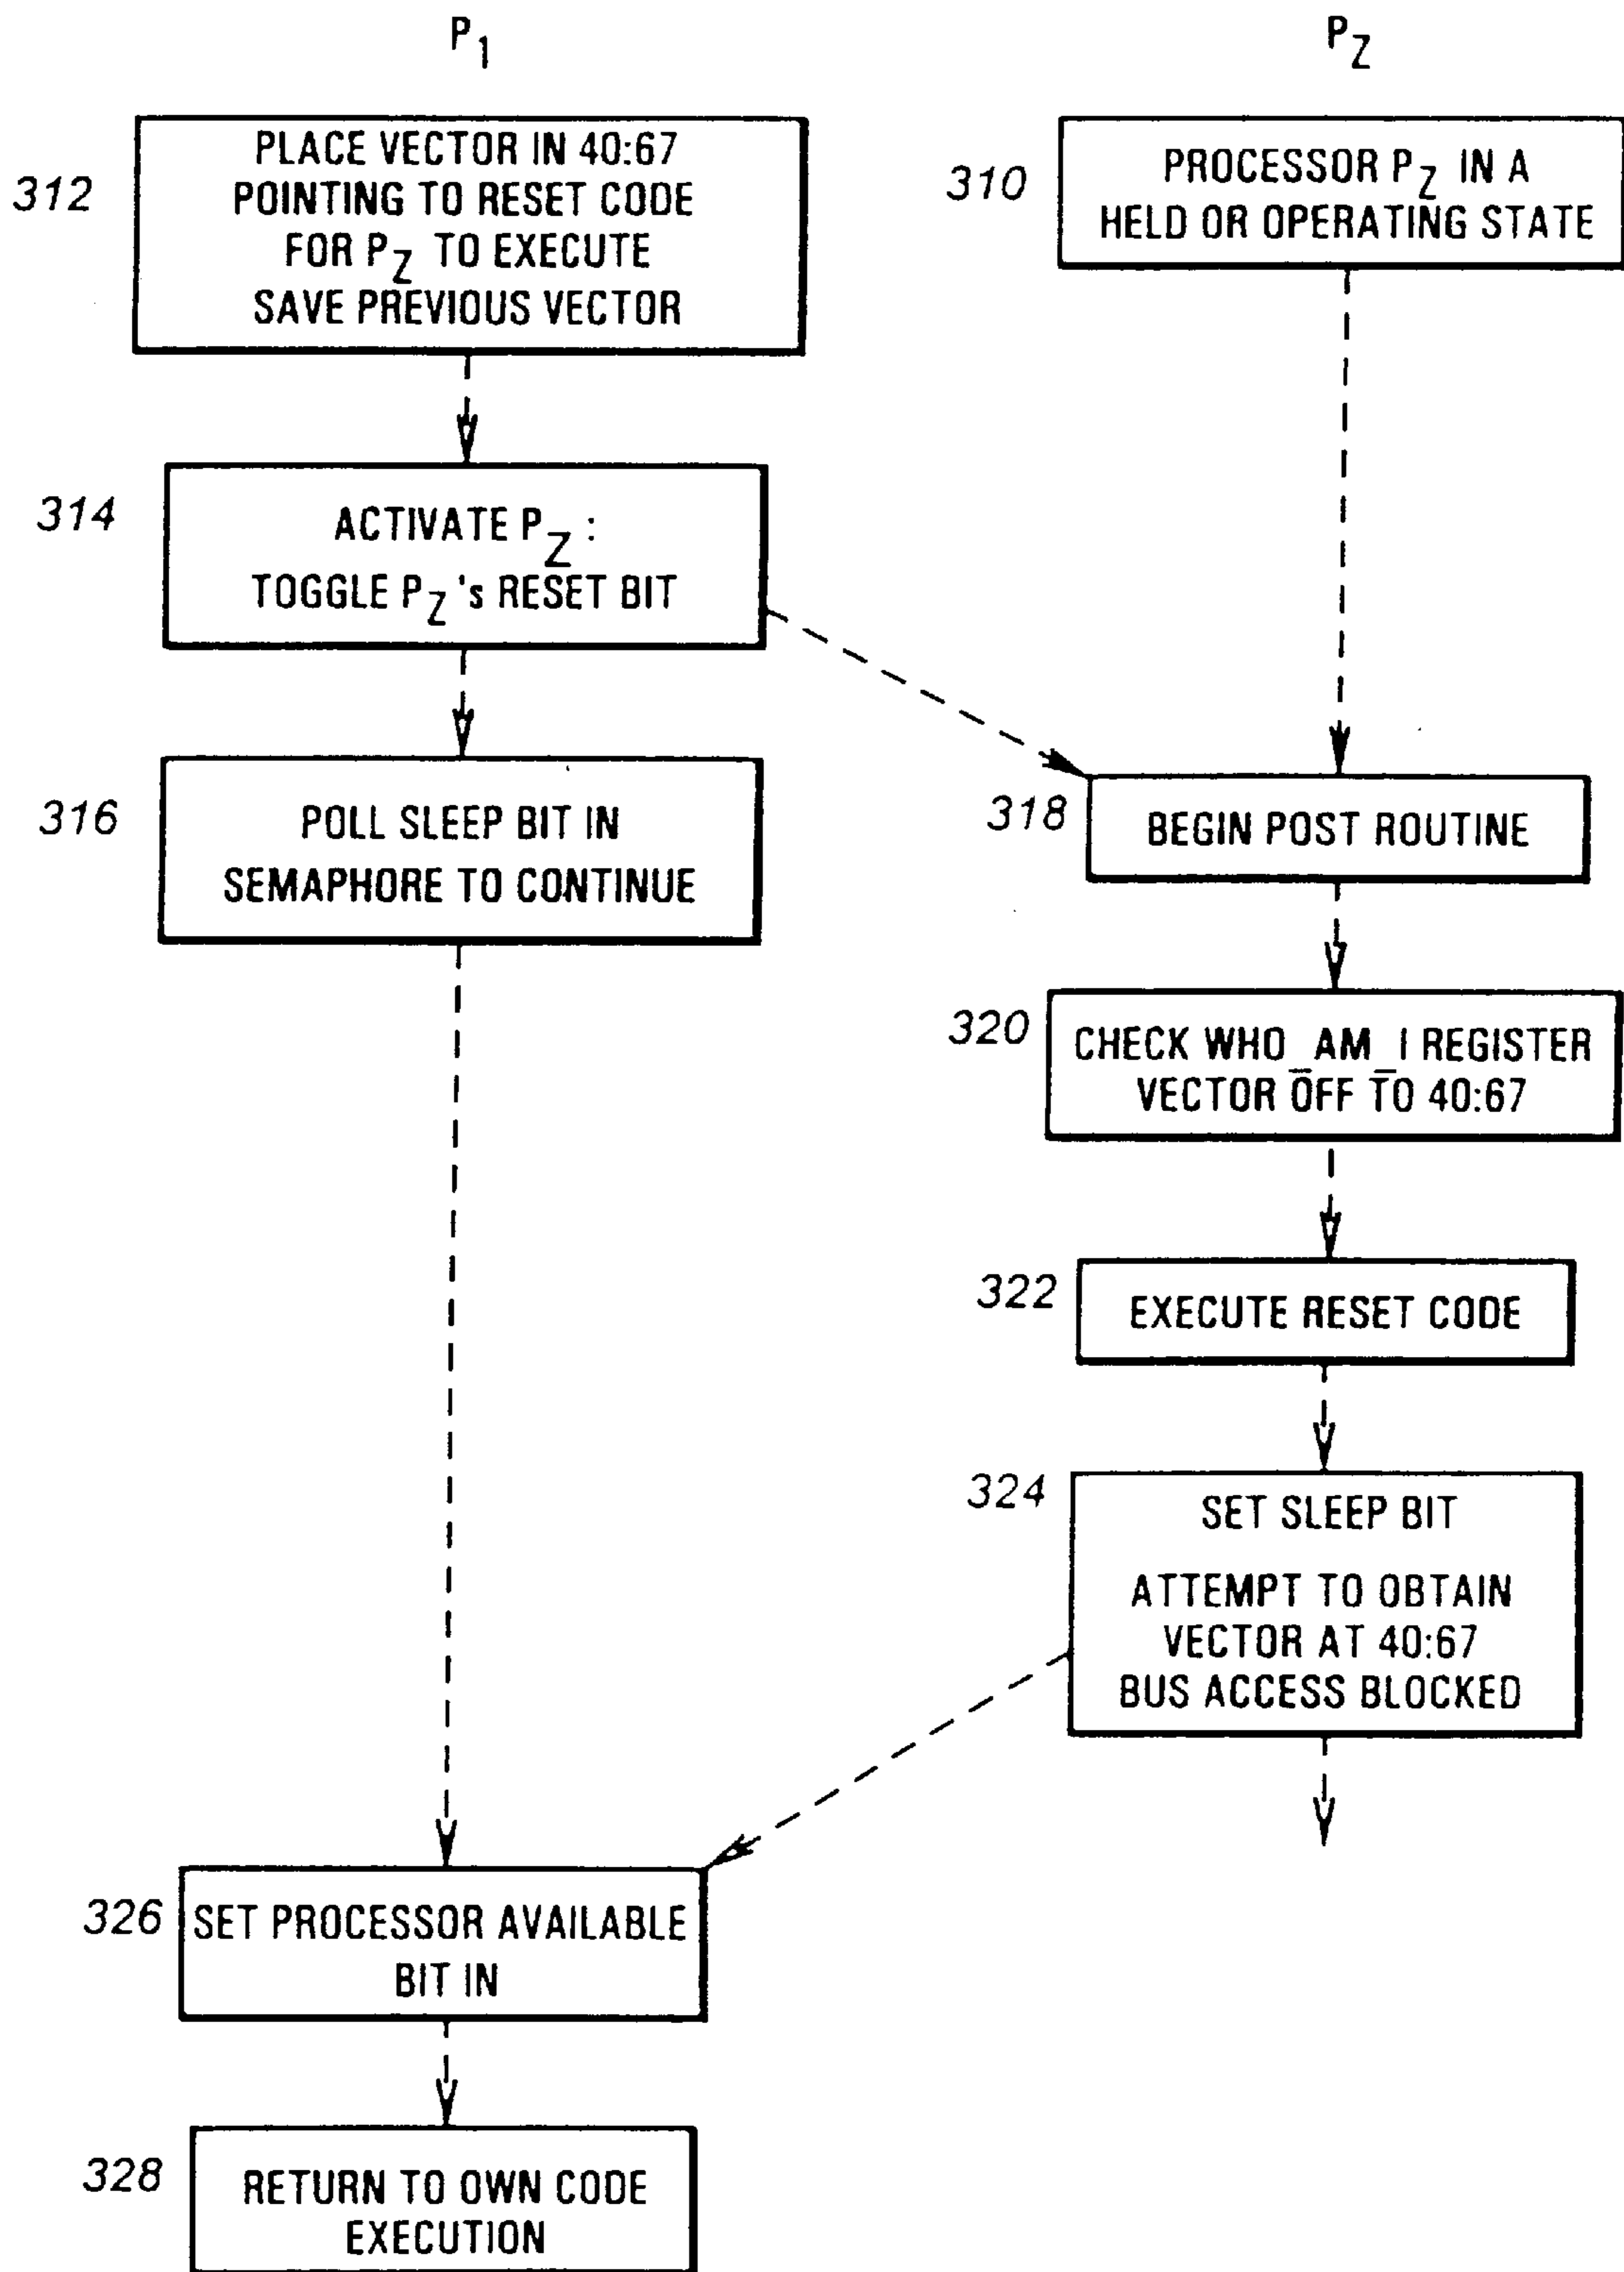 P1
PZ
312
PLACE VECTOR IN 40:67
POINTING TO RESET CODE
FOR PZ TO EXECUTE
SAVE PREVIOUS VECTOR
310
PROCESSOR PZ IN A
HELD OR OPERATING STATE
314
ACTIVATE PZ :
TOGGLE PZ 's RESET BIT
316
POLL SLEEP BIT IN
SEMAPHORE TO CONTINUE
318
BEGIN POST ROUTINE
320
CHECK WHO_AM_I REGISTER
VECTOR OFF TO 40:67
322
EXECUTE RESET CODE
324
SET SLEEP BIT
ATTEMPT TO OBTAIN
VECTOR AT 40:67
BUS ACCESS BLOCKED
326
SET PROCESSOR AVAILABLE
BIT IN
328
RETURN TO OWN CODE
EXECUTION